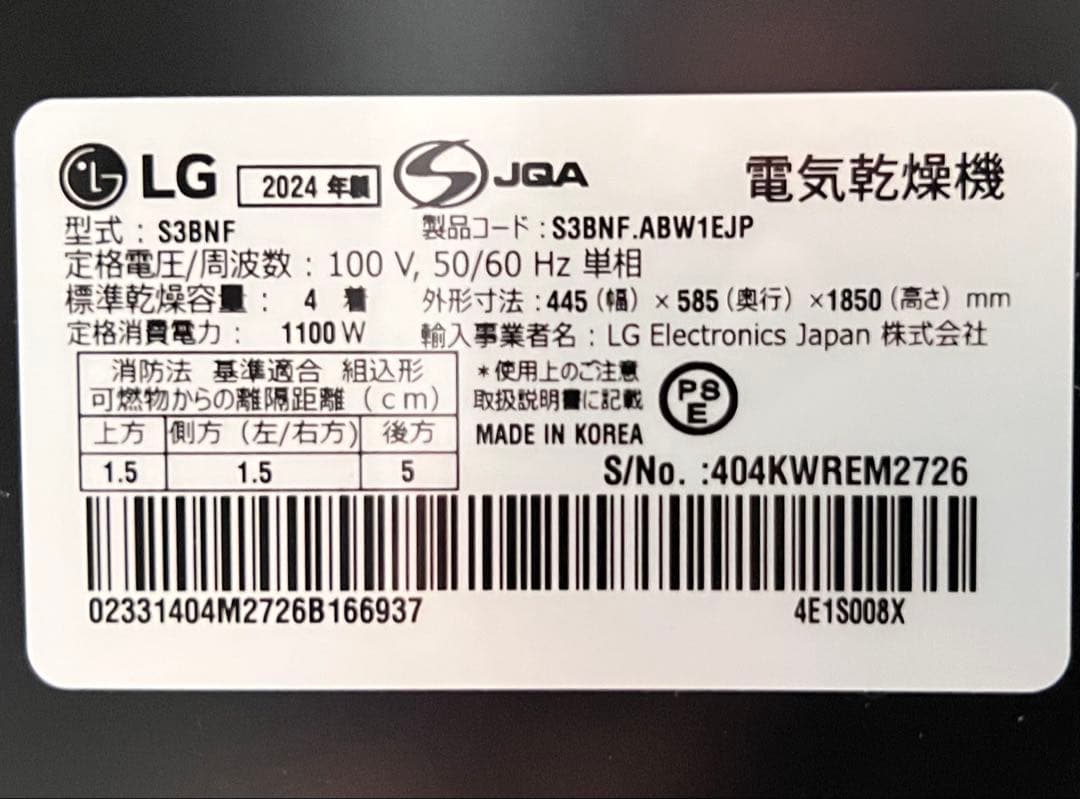 LG 2024 年製 JQA 電気乾燥機
型式 : S3BNF 製品コード : S3BNF.ABW1EJP
定格電圧/周波数 : 100 V, 50/60 Hz 単相
標準乾燥容量 : 4 着 外形寸法 : 445 (幅) × 585 (奥行) ×1850 (高さ) mm
定格消費電力 : 1100 W 輸入事業者名 : LG Electronics Japan 株式会社
消防法 基準適合 組込形
可燃物からの離隔距離 (cm)
上方 側方 (左/右方) 後方
1.5 1.5 5
*使用上のご注意
取扱説明書に記載
PS
E
MADE IN KOREA
S/No. :404KWREM2726
02331404M2726B166937 4E1S008X